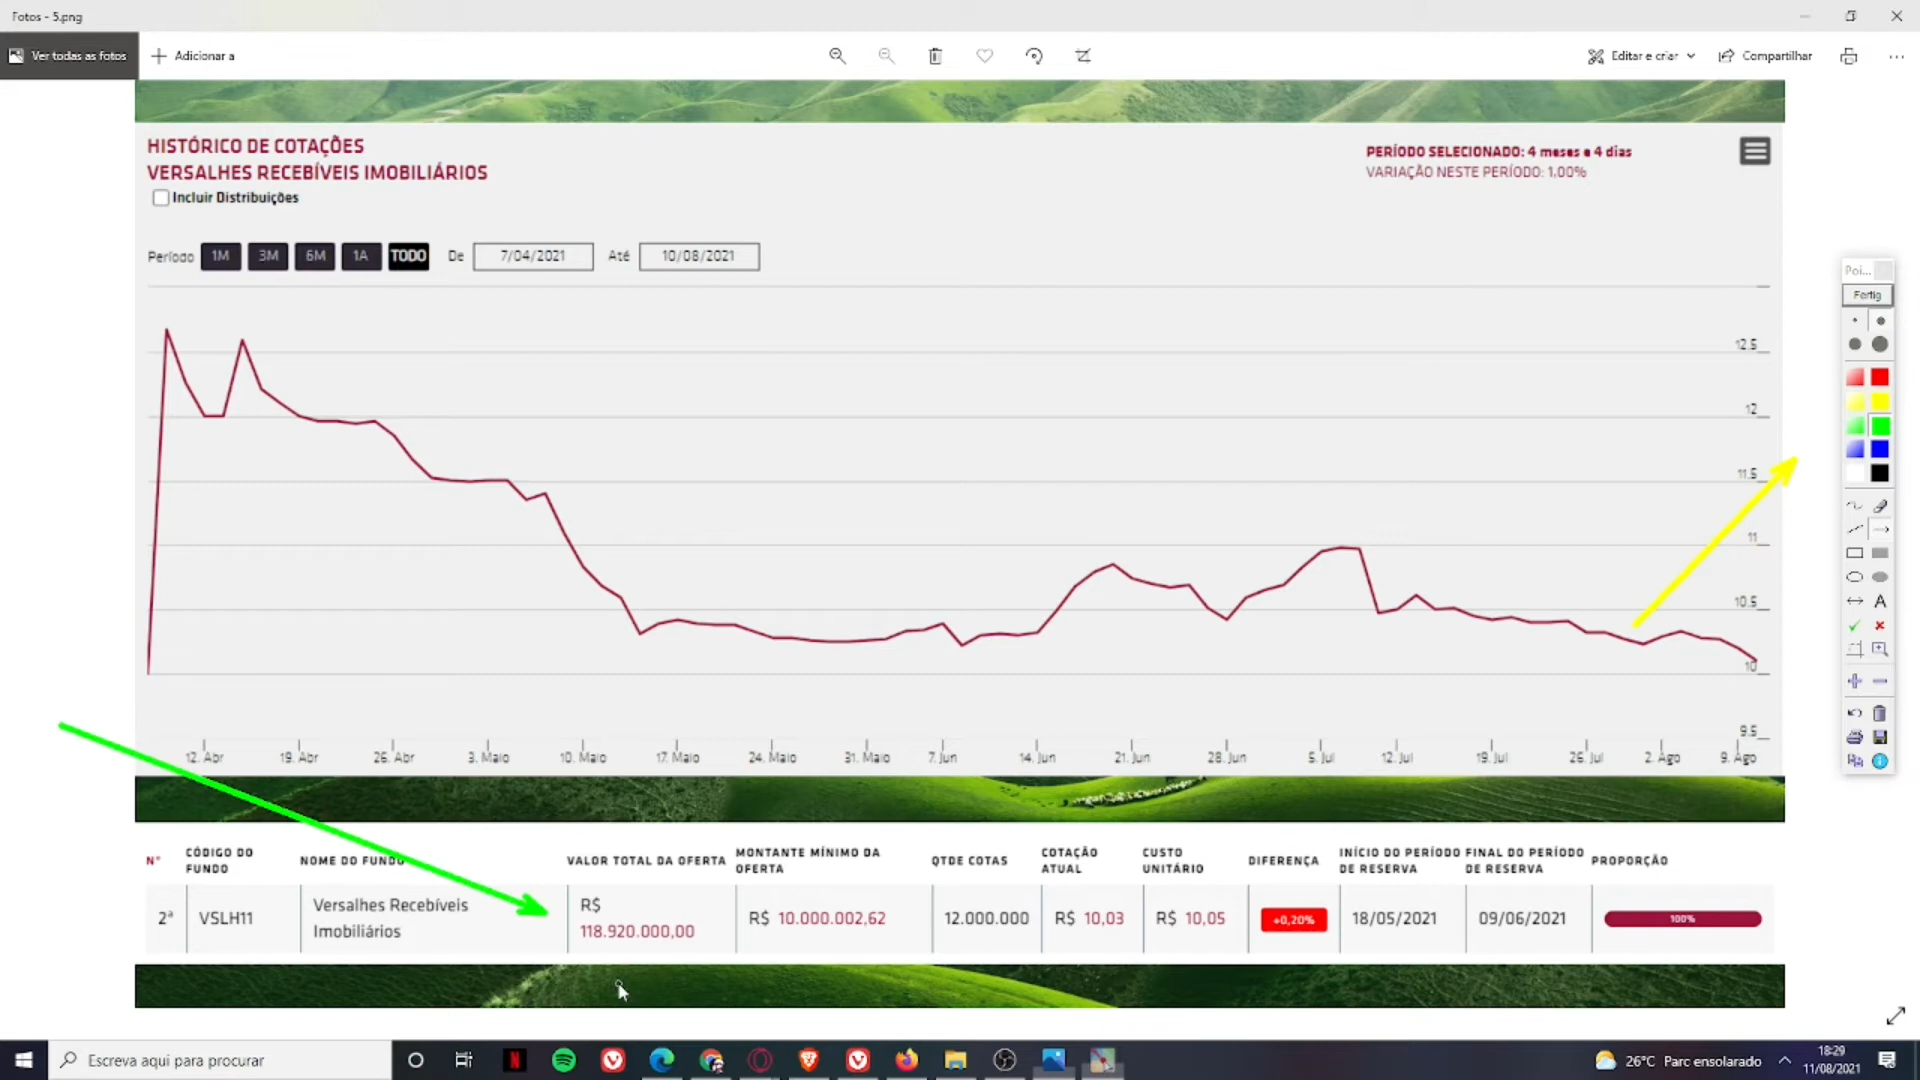 Fotos - 5.png
Ver todas as fotos
Adicionar a
Editar e criar
Compartilhar
HISTÓRICO DE COTAÇÕES
PERÍODO SELECIONADO: 4 meses e 4 dias
VERSALHES RECEBÍVEIS IMOBILIÁRIOS
VARIAÇÃO NESTE PERÍODO: 1,00%
Incluir Distribuições
Período 1M 3M 6M 1A TODO De 7/04/2021 Até 10/08/2021
Poi...
Fertig
12.5
12
11.5
11
10.5
10
9.5
A
12. Abr 19. Abr 26. Abr 3. Maio 10. Maio 17. Maio 24. Maio 31. Maio 7. Jun 14. Jun 21. Jun 28. Jun 5. Jul 12. Jul 19. Jul 26. Jul 2. Ago 9. Ago
N° CÓDIGO DO FUNDO NOME DO FUNDO VALOR TOTAL DA OFERTA MONTANTE MÍNIMO DA OFERTA QTDE COTAS COTAÇÃO ATUAL CUSTO UNITÁRIO DIFERENÇA INÍCIO DO PERÍODO DE RESERVA FINAL DO PERÍODO DE RESERVA PROPORÇÃO
2ª VSLH11 Versalhes Recebíveis Imobiliários R$ 118.920.000,00 R$ 10.000.002,62 12.000.000 R$ 10,03 R$ 10,05 +0,20% 18/05/2021 09/06/2021 100%
Escreva aqui para procurar
26°C Parc ensolarado
18:29
11/08/2021